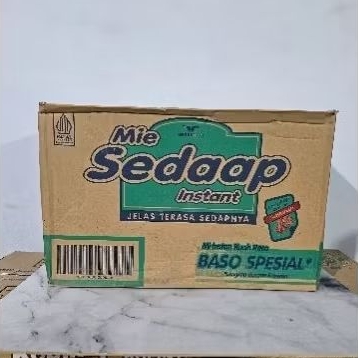 Mie
Sedaap
Instant
JELAS TERASA SEDAPNYA
BASO SPESIAL